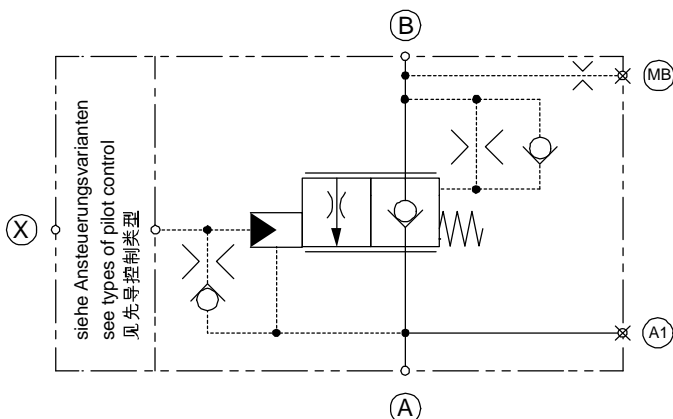 B
MB
X
siehe Ansteuerungsvarianten
see types of pilot control
见先导控制类型
A1
A